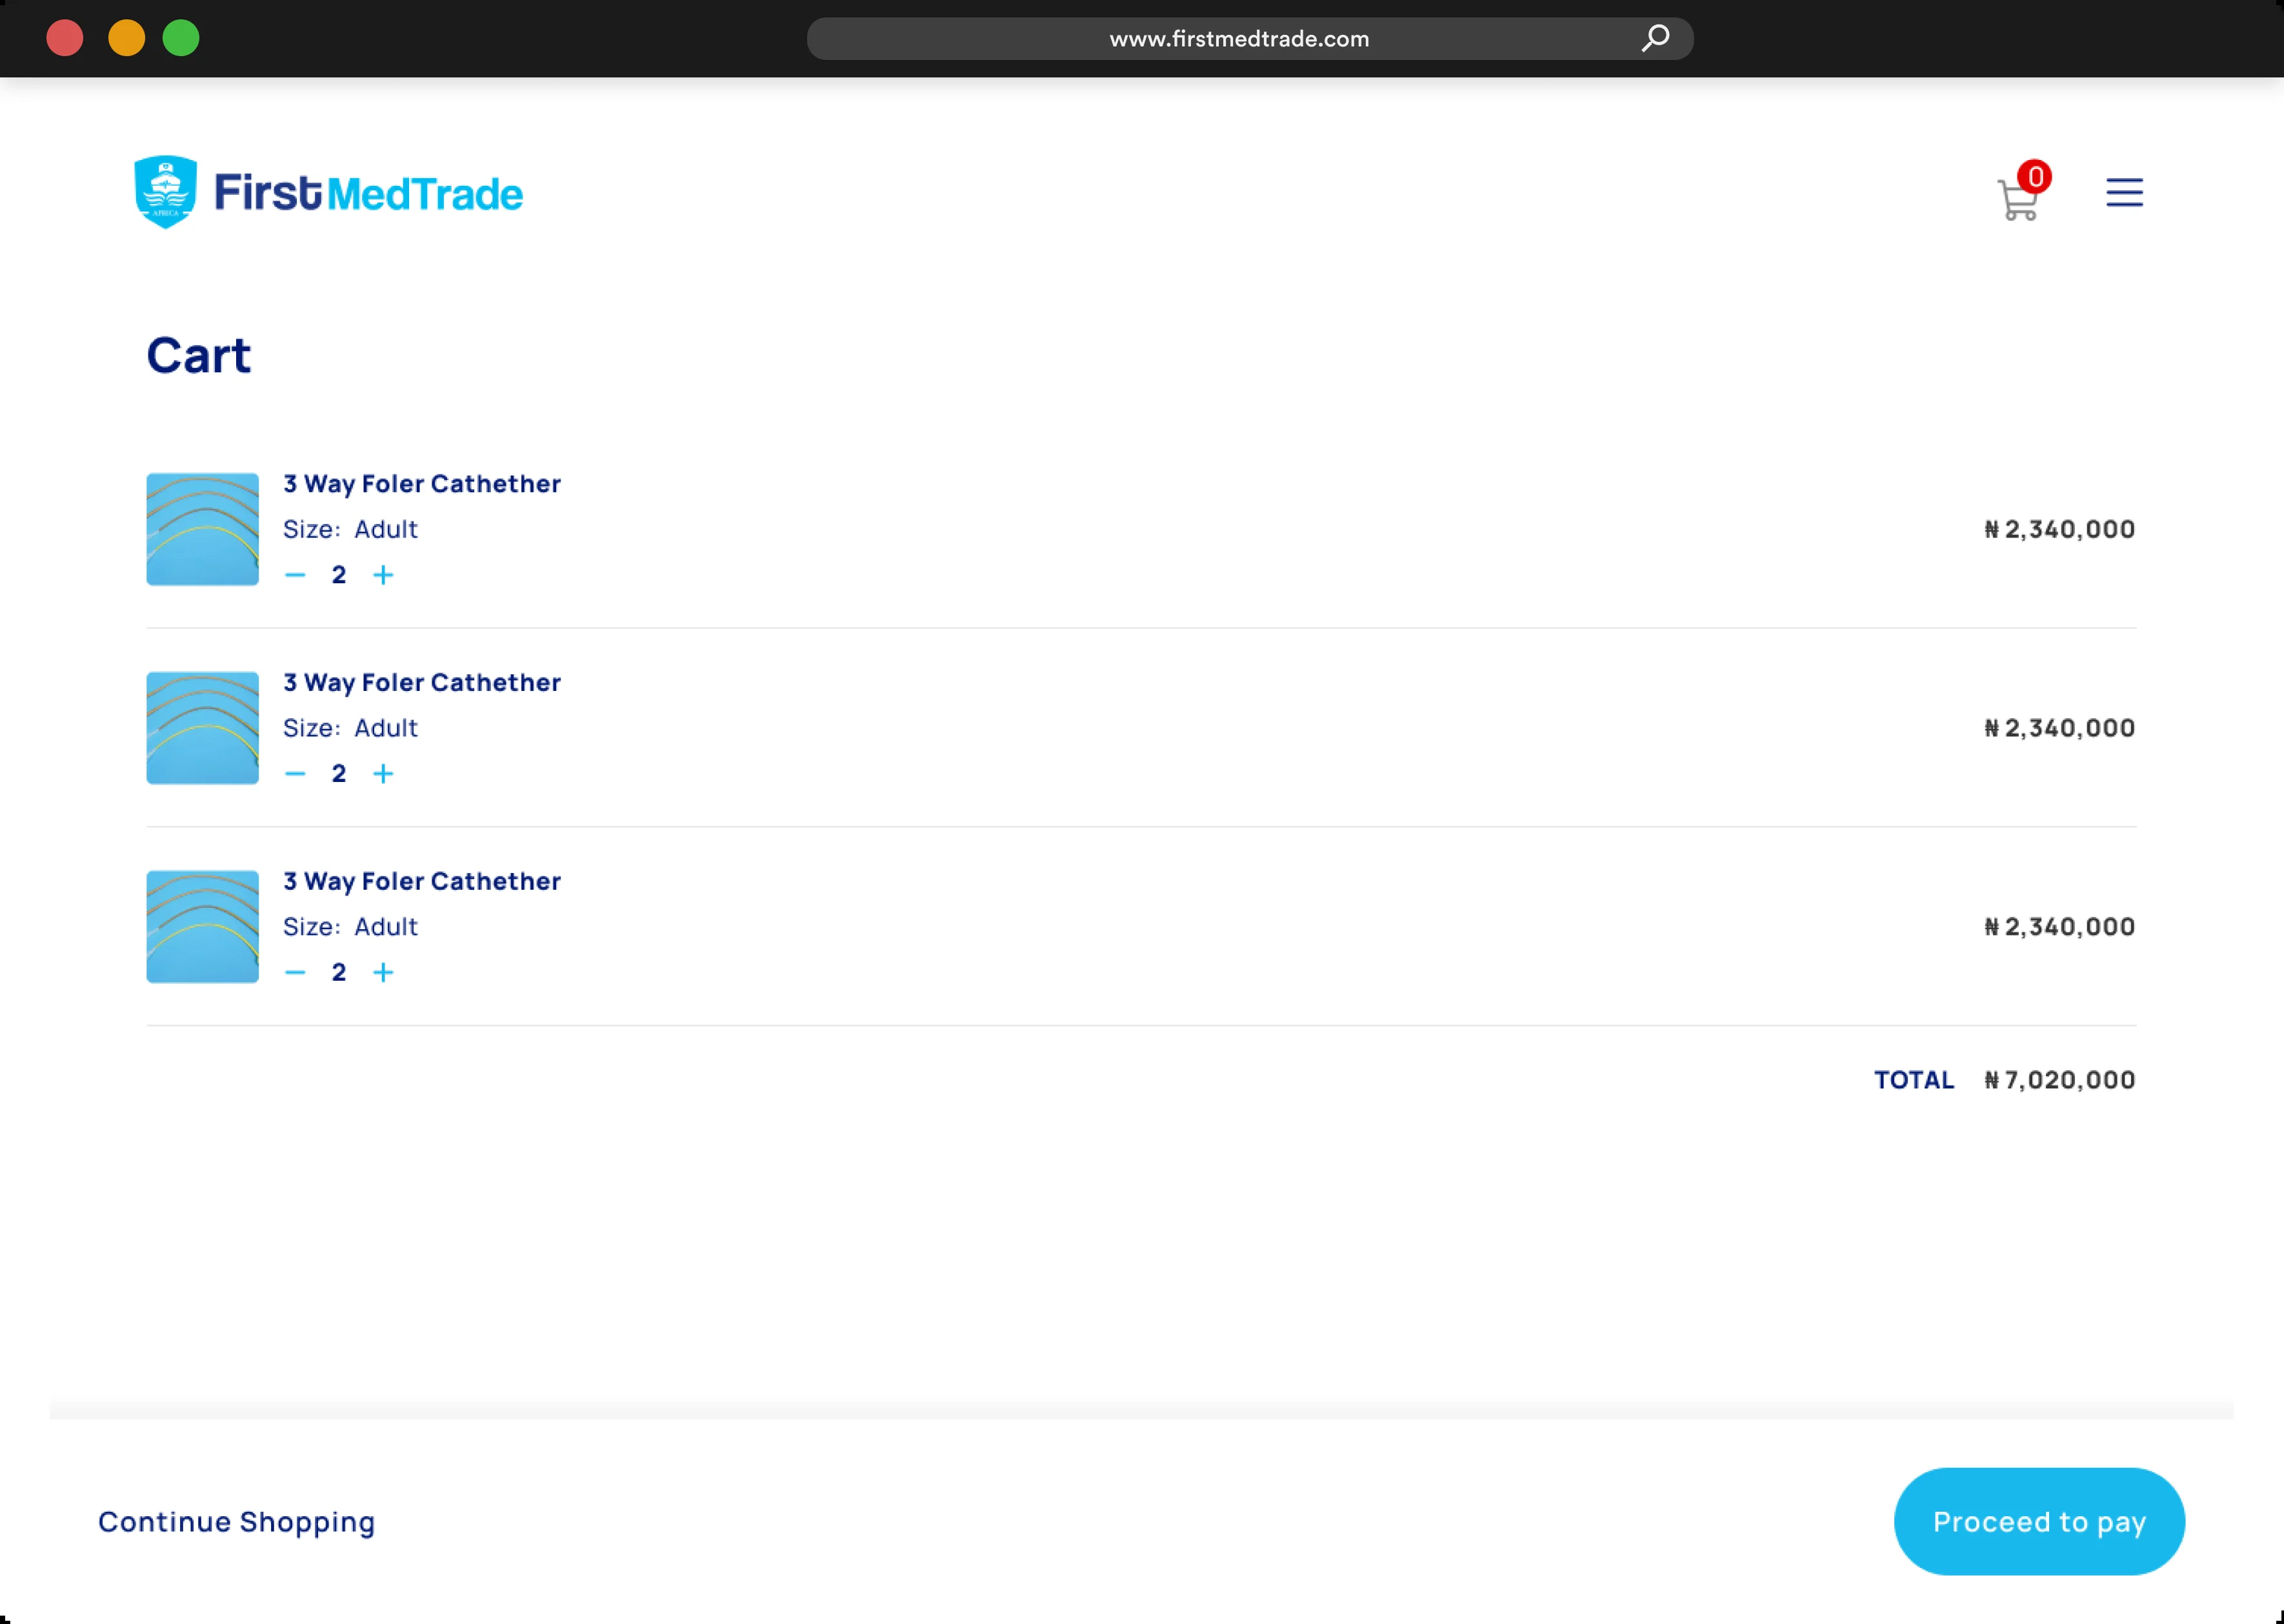 www.firstmedtrade.com
AFRICA
FirstMedTrade
0
Cart
3 Way Foler Cathether
Size: Adult
− 2 +
₦ 2,340,000
3 Way Foler Cathether
Size: Adult
− 2 +
₦ 2,340,000
3 Way Foler Cathether
Size: Adult
− 2 +
₦ 2,340,000
TOTAL ₦ 7,020,000
Continue Shopping
Proceed to pay